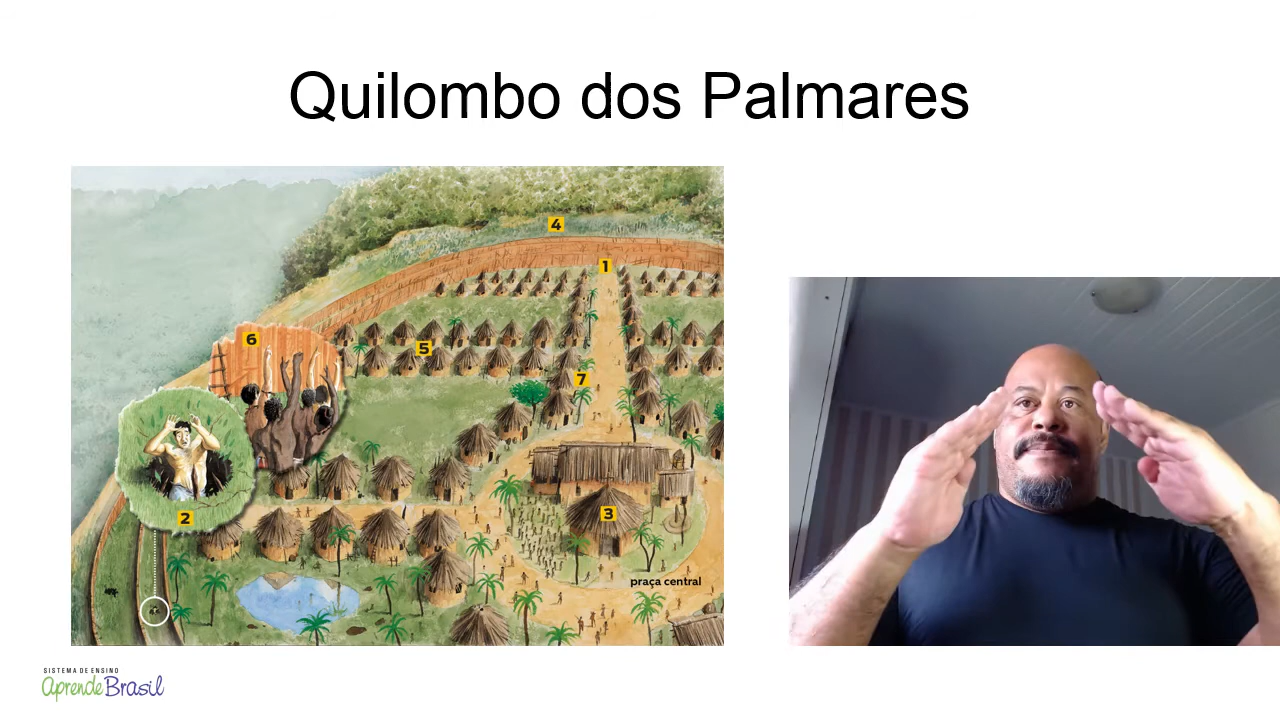 Quilombo dos Palmares
4
1
6
5
7
2
3
praça central
SISTEMA DE ENSINO
aprende Brasil